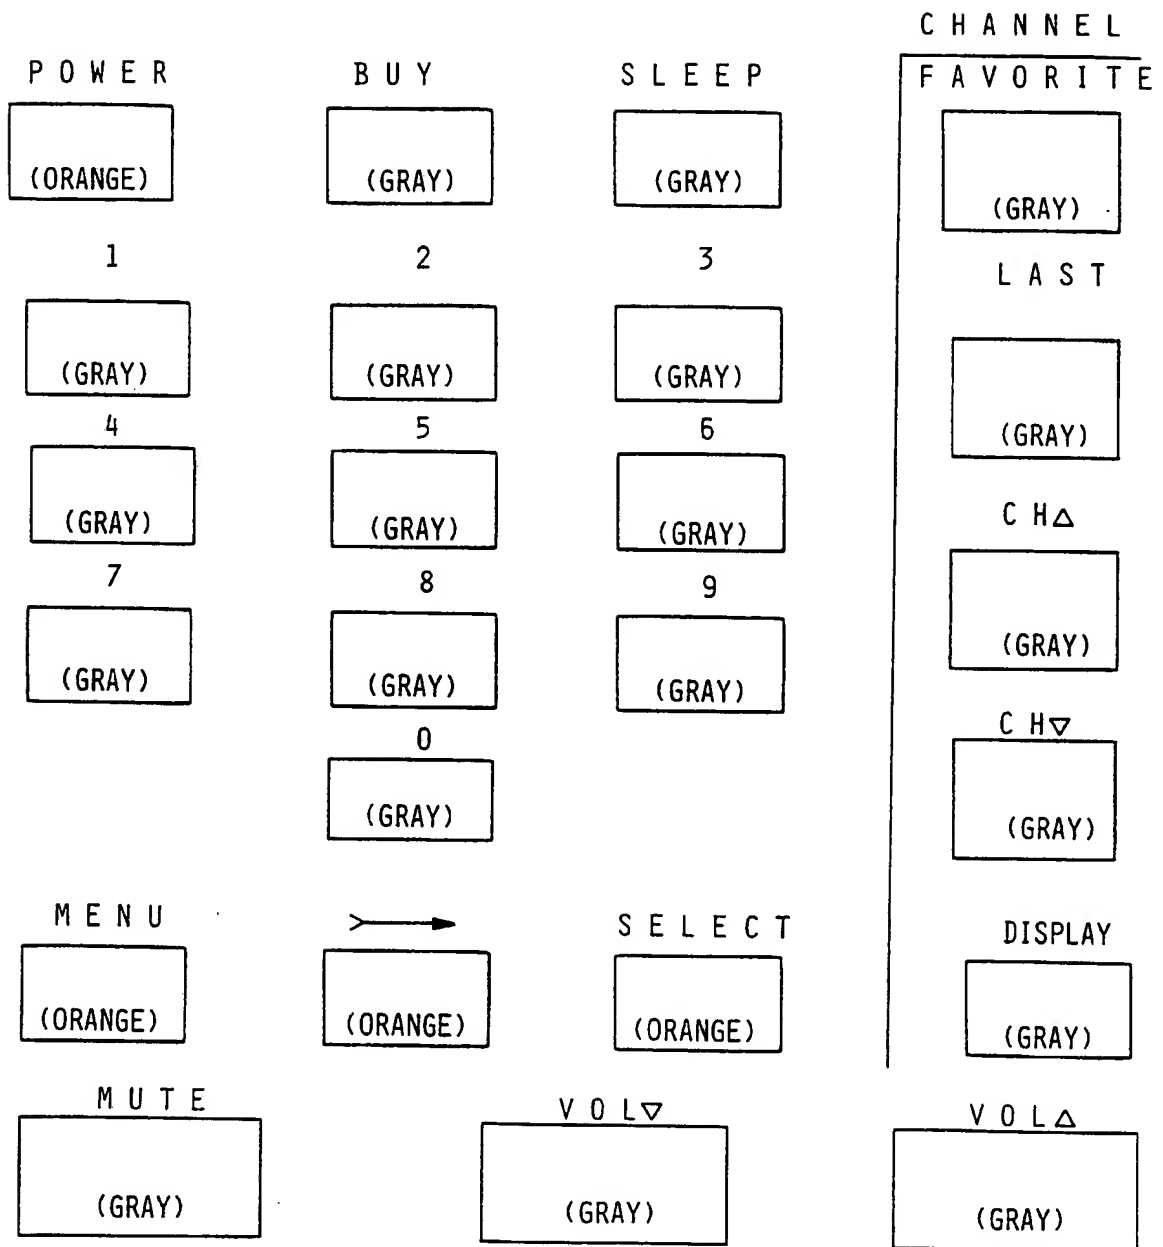 CHANNEL
POWER BUY SLEEP FAVORITE
(ORANGE) (GRAY) (GRAY) (GRAY)
1 2 3 LAST
(GRAY) (GRAY) (GRAY) (GRAY)
4 5 6
(GRAY) (GRAY) (GRAY) CH△
7 8 9 (GRAY)
(GRAY) (GRAY) (GRAY)
0 CH▽
(GRAY) (GRAY)
MENU >→ SELECT DISPLAY
(ORANGE) (ORANGE) (ORANGE) (GRAY)
MUTE VOL▽ VOL△
(GRAY) (GRAY) (GRAY)